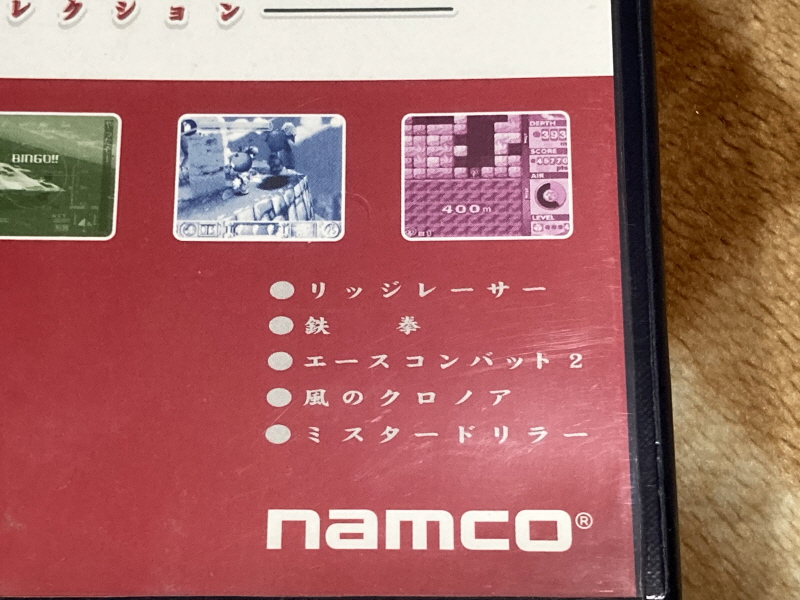 レクション
BINGO!!
DEPTH
393
SCORE
45770
AIR
400m
LEVEL
●リッジレーサー
●鉄 拳
●エースコンバット2
●風のクロノア
●ミスタードリラー
namco®